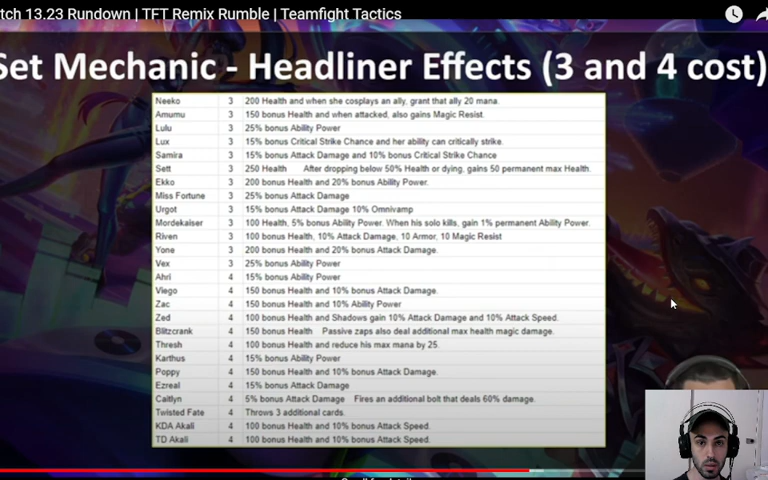 tch 13.23 Rundown | TFT Remix Rumble | Teamfight Tactics
Set Mechanic - Headliner Effects (3 and 4 cost)
Neeko 3 200 Health and when she cosplays an ally, grant that ally 20 mana.
Amumu 3 150 bonus Health and when attacked, also gains Magic Resist.
Lulu 3 25% bonus Ability Power
Lux 3 15% bonus Critical Strike Chance and her ability can critically strike.
Samira 3 15% bonus Attack Damage and 10% bonus Critical Strike Chance
Sett 3 250 Health After dropping below 50% Health or dying, gains 50 permanent max Health.
Ekko 3 200 bonus Health and 20% bonus Ability Power.
Miss Fortune 3 25% bonus Attack Damage
Urgot 3 15% bonus Attack Damage 10% Omnivamp
Mordekaiser 3 100 Health, 5% bonus Ability Power. When his solo kills, gain 1% permanent Ability Power.
Riven 3 100 bonus Health, 10% Attack Damage, 10 Armor, 10 Magic Resist
Yone 3 200 bonus Health and 20% bonus Attack Damage.
Vex 3 25% bonus Ability Power
Ahri 4 15% bonus Ability Power
Viego 4 150 bonus Health and 10% bonus Attack Damage.
Zac 4 150 bonus Health and 10% Ability Power
Zed 4 100 bonus Health and Shadows gain 10% Attack Damage and 10% Attack Speed.
Blitzcrank 4 150 bonus Health Passive zaps also deal additional max health magic damage.
Thresh 4 100 bonus Health and reduce his max mana by 25.
Karthus 4 15% bonus Ability Power
Poppy 4 150 bonus Health and 10% bonus Attack Damage.
Ezreal 4 15% bonus Attack Damage
Caitlyn 4 5% bonus Attack Damage Fires an additional bolt that deals 60% damage.
Twisted Fate 4 Throws 3 additional cards.
KDA Akali 4 100 bonus Health and 10% bonus Attack Speed.
TD Akali 4 100 bonus Health and 10% bonus Attack Speed.